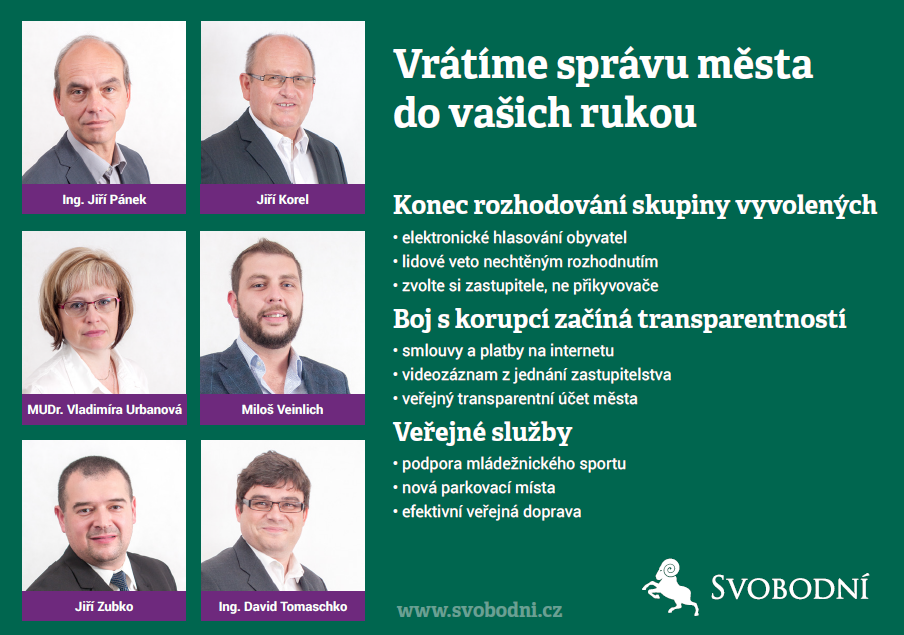 Vrátíme správu města
do vašich rukou
Ing. Jiří Pánek
Jiří Korel
MUDr. Vladimíra Urbanová
Miloš Veinlich
Jiří Zubko
Ing. David Tomaschko
Konec rozhodování skupiny vyvolených
• elektronické hlasování obyvatel
• lidové veto nechtěným rozhodnutím
• zvolte si zastupitele, ne přikyvovače
Boj s korupcí začíná transparentností
• smlouvy a platby na internetu
• videozáznam z jednání zastupitelstva
• veřejný transparentní účet města
Veřejné služby
• podpora mládežnického sportu
• nová parkovací místa
• efektivní veřejná doprava
www.svobodni.cz
SVOBODNÍ